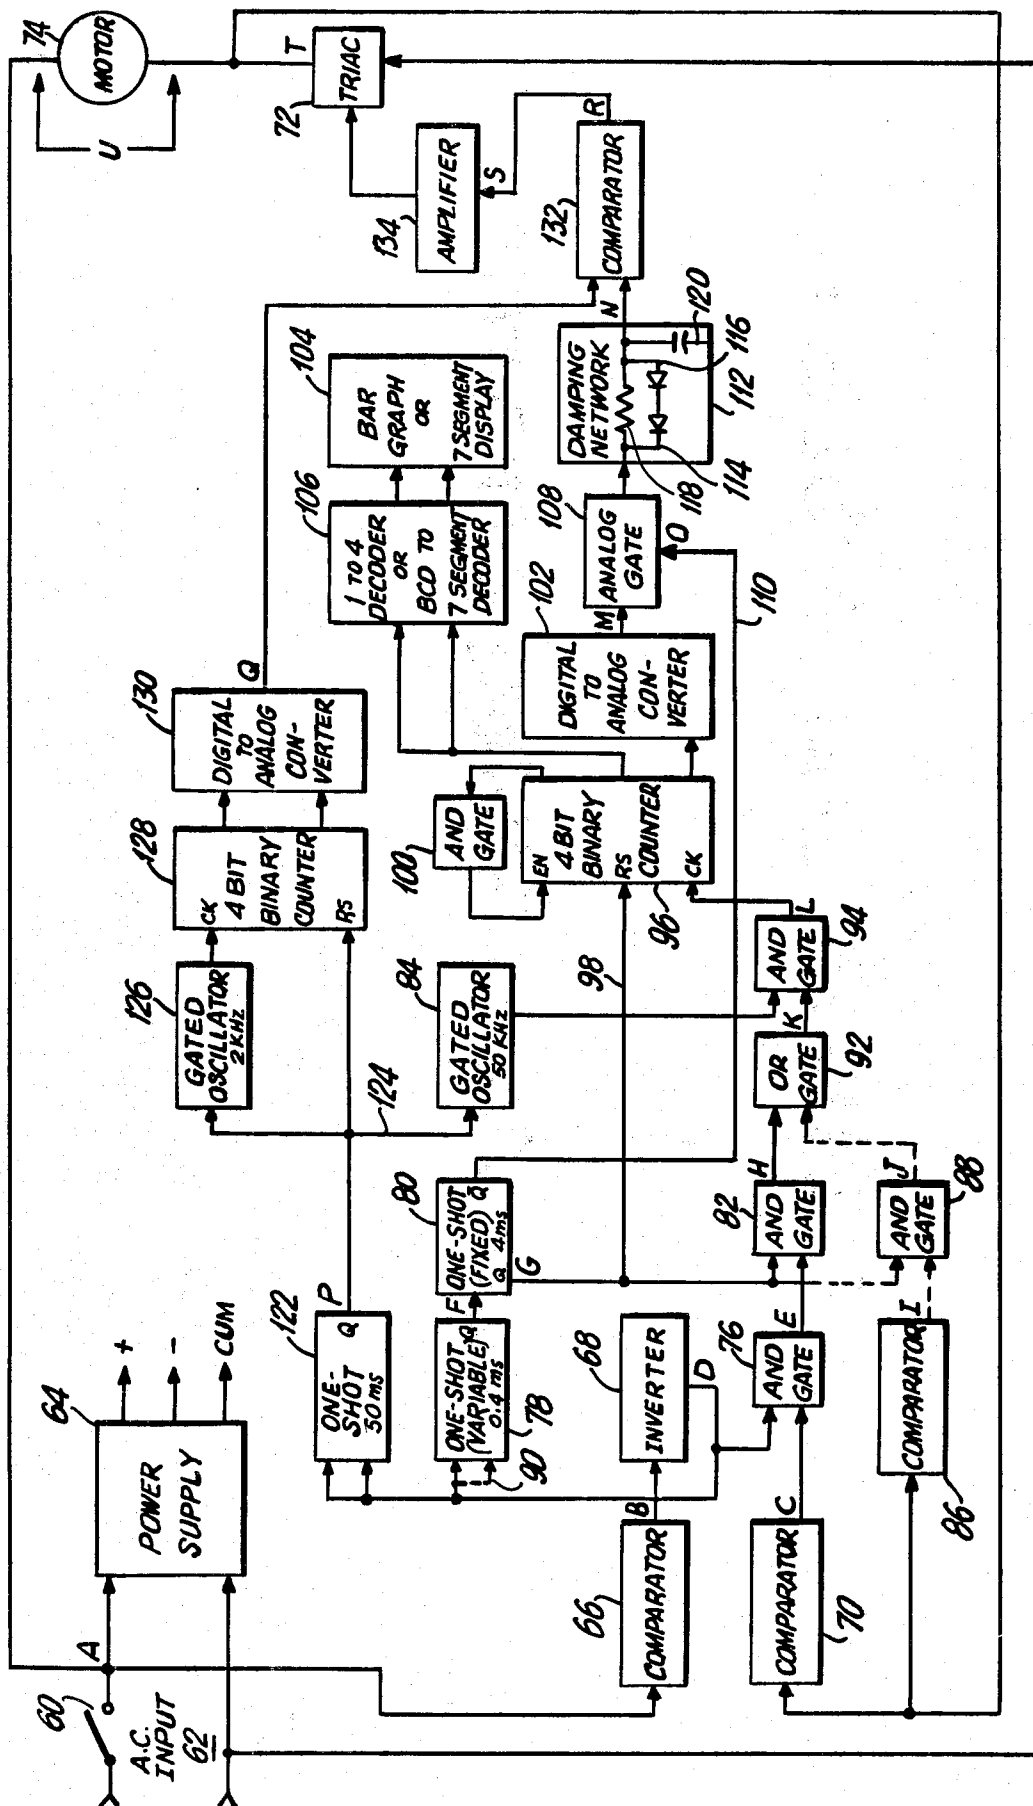 60
A.C.
INPUT
62
A
64
POWER
SUPPLY
+
-
CUM
74
MOTOR
U
T
72
TRIAC
134
AMPLIFIER
S
R
132
COMPARATOR
N
126
GATED
OSCILLATOR
2 KHz
128
CK
4 BIT
BINARY
COUNTER
RS
130
DIGITAL
TO
ANALOG
CON-
VERTER
Q
122
ONE-
SHOT
50 ms
Q
P
124
84
GATED
OSCILLATOR
50 KHz
106
1 TO 4
DECODER
OR
BCD TO
7 SEGMENT
DECODER
104
BAR
GRAPH
OR
7 SEGMENT
DISPLAY
90
ONE-SHOT
(VARIABLE) Q
0.4 ms
78
F
80
ONE-SHOT
(FIXED) Q̄
Q 4ms
G
98
100
AND
GATE
EN
4 BIT
BINARY
RS
COUNTER
CK
96
102
DIGITAL
TO
ANALOG
CON-
VERTER
M
108
ANALOG
GATE
O
110
DAMPING
NETWORK
118
114
112
116
120
66
COMPARATOR
B
68
INVERTER
D
70
COMPARATOR
C
76
AND
GATE
E
82
AND
GATE
H
OR
GATE
92
K
AND
GATE
94
L
86
COMPARATOR
I
AND
GATE
88
J